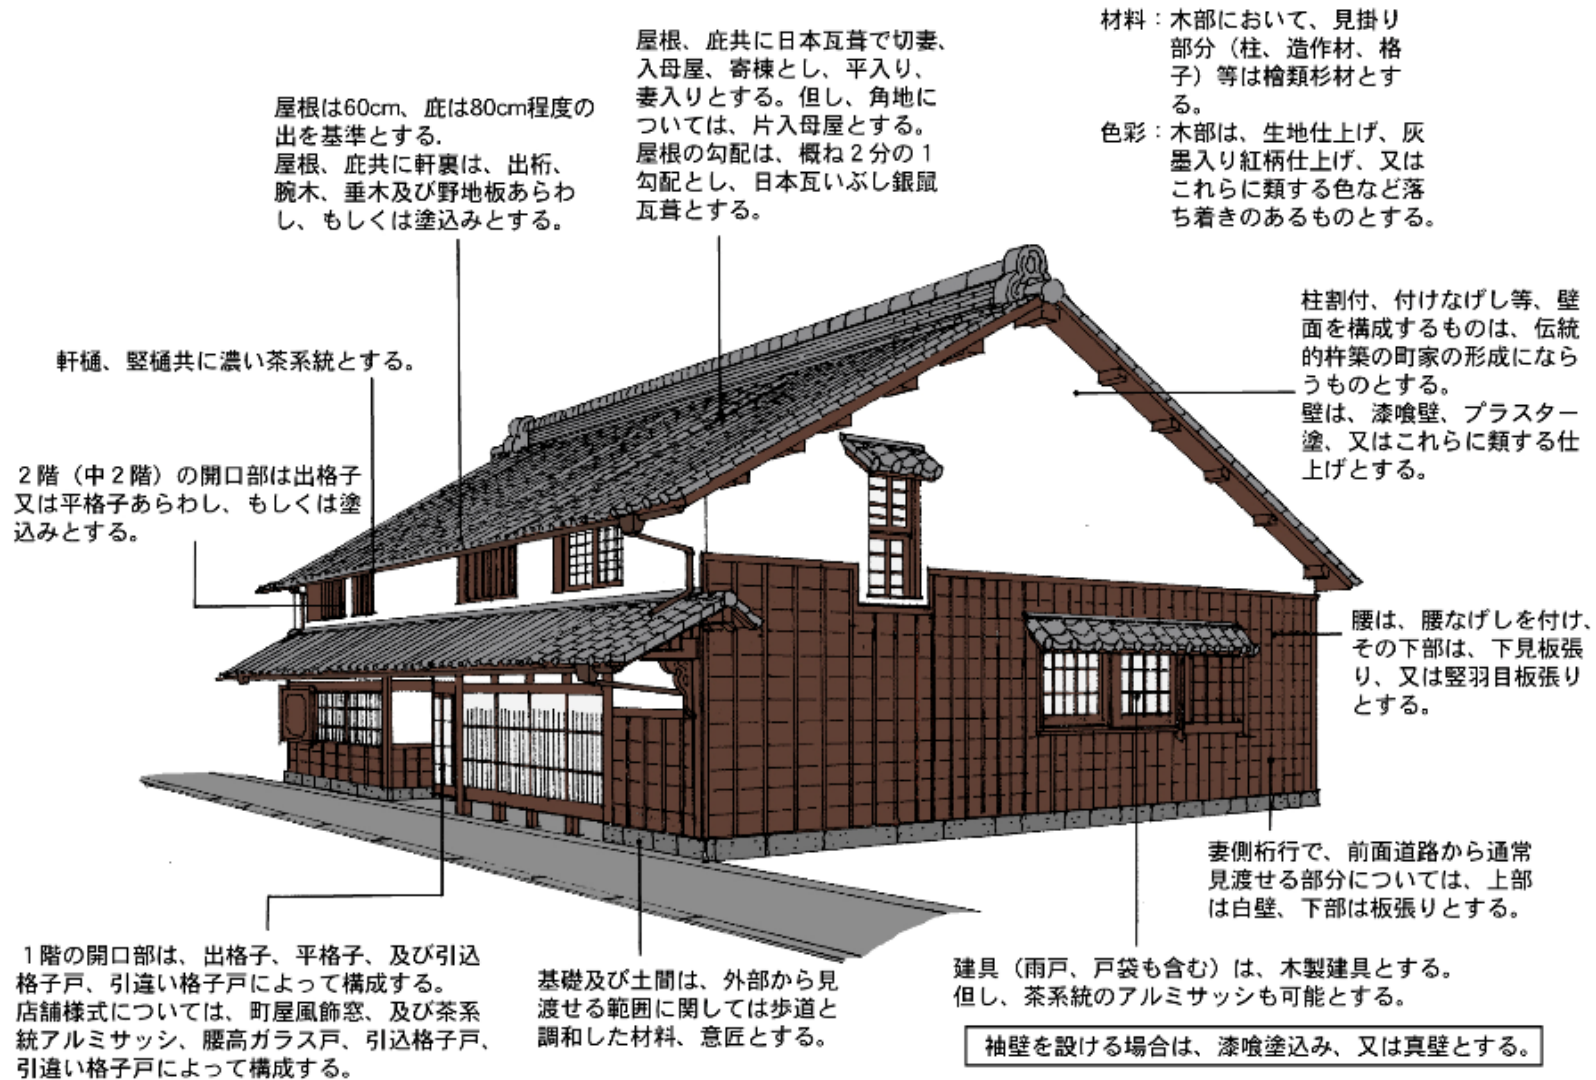 材料：木部において、見掛り
部分（柱、造作材、格
子）等は檜類杉材とす
る。
色彩：木部は、生地仕上げ、灰
墨入り紅柄仕上げ、又は
これらに類する色など落
ち着きのあるものとする。
屋根、庇共に日本瓦葺で切妻、
入母屋、寄棟とし、平入り、
妻入りとする。但し、角地に
ついては、片入母屋とする。
屋根の勾配は、概ね２分の１
勾配とし、日本瓦いぶし銀鼠
瓦葺とする。
屋根は60cm、庇は80cm程度の
出を基準とする.
屋根、庇共に軒裏は、出桁、
腕木、垂木及び野地板あらわ
し、もしくは塗込みとする。
軒樋、竪樋共に濃い茶系統とする。
２階（中２階）の開口部は出格子
又は平格子あらわし、もしくは塗
込みとする。
柱割付、付けなげし等、壁
面を構成するものは、伝統
的杵築の町家の形成になら
うものとする。
壁は、漆喰壁、プラスター
塗、又はこれらに類する仕
上げとする。
腰は、腰なげしを付け、
その下部は、下見板張
り、又は竪羽目板張り
とする。
妻側桁行で、前面道路から通常
見渡せる部分については、上部
は白壁、下部は板張りとする。
１階の開口部は、出格子、平格子、及び引込
格子戸、引違い格子戸によって構成する。
店舗様式については、町屋風飾窓、及び茶系
統アルミサッシ、腰高ガラス戸、引込格子戸、
引違い格子戸によって構成する。
基礎及び土間は、外部から見
渡せる範囲に関しては歩道と
調和した材料、意匠とする。
建具（雨戸、戸袋も含む）は、木製建具とする。
但し、茶系統のアルミサッシも可能とする。
袖壁を設ける場合は、漆喰塗込み、又は真壁とする。